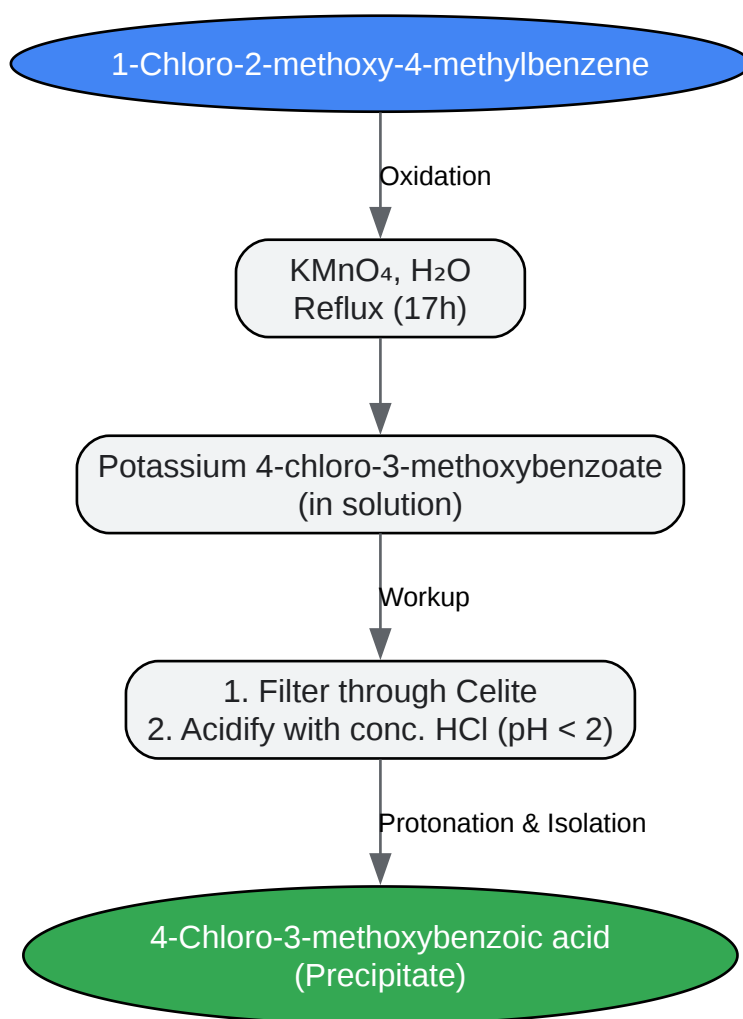 1-Chloro-2-methoxy-4-methylbenzene
Oxidation
KMnO₄, H₂O
Reflux (17h)
Potassium 4-chloro-3-methoxybenzoate
(in solution)
Workup
1. Filter through Celite
2. Acidify with conc. HCl (pH < 2)
Protonation & Isolation
4-Chloro-3-methoxybenzoic acid
(Precipitate)